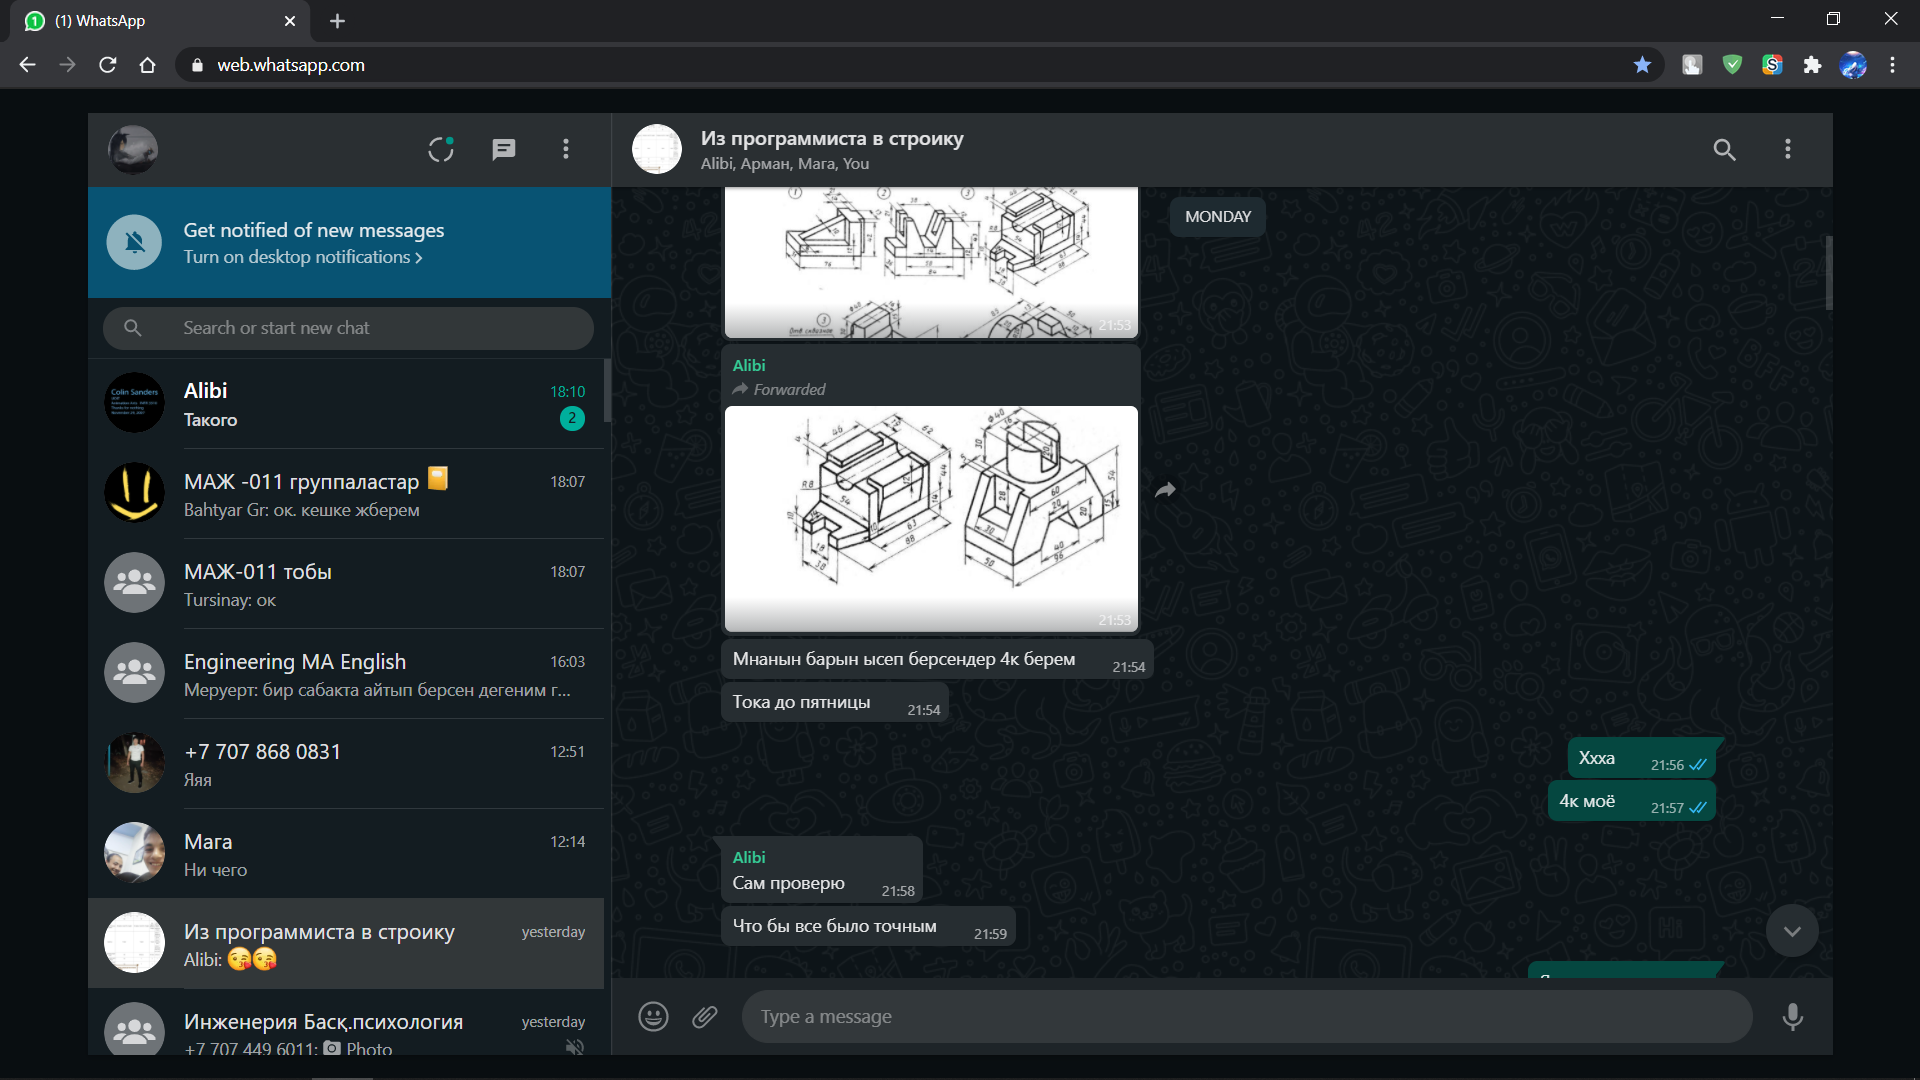 (1) WhatsApp
web.whatsapp.com
Get notified of new messages
Turn on desktop notifications
Search or start new chat
Alibi
18:10
Такого
2
МАЖ -011 группаластар
18:07
Bahtyar Gr: ок. кешке жберем
МАЖ-011 тобы
18:07
Tursinay: ок
Engineering MA English
16:03
Меруерт: бир сабакта айтып берсен дегеним г...
+7 707 868 0831
12:51
Яяя
Мага
12:14
Ни чего
Из программиста в строику
yesterday
Alibi:
Инженерия Басқ.психология
yesterday
+7 707 449 6011: Photo
Из программиста в строику
Alibi, Арман, Мага, You
MONDAY
21:53
Alibi
Forwarded
21:53
Мнанын барын ысеп берсендер 4к берем
21:54
Тока до пятницы
21:54
Ххха
21:56
4к моё
21:57
Alibi
Сам проверю
21:58
Что бы все было точным
21:59
Type a message